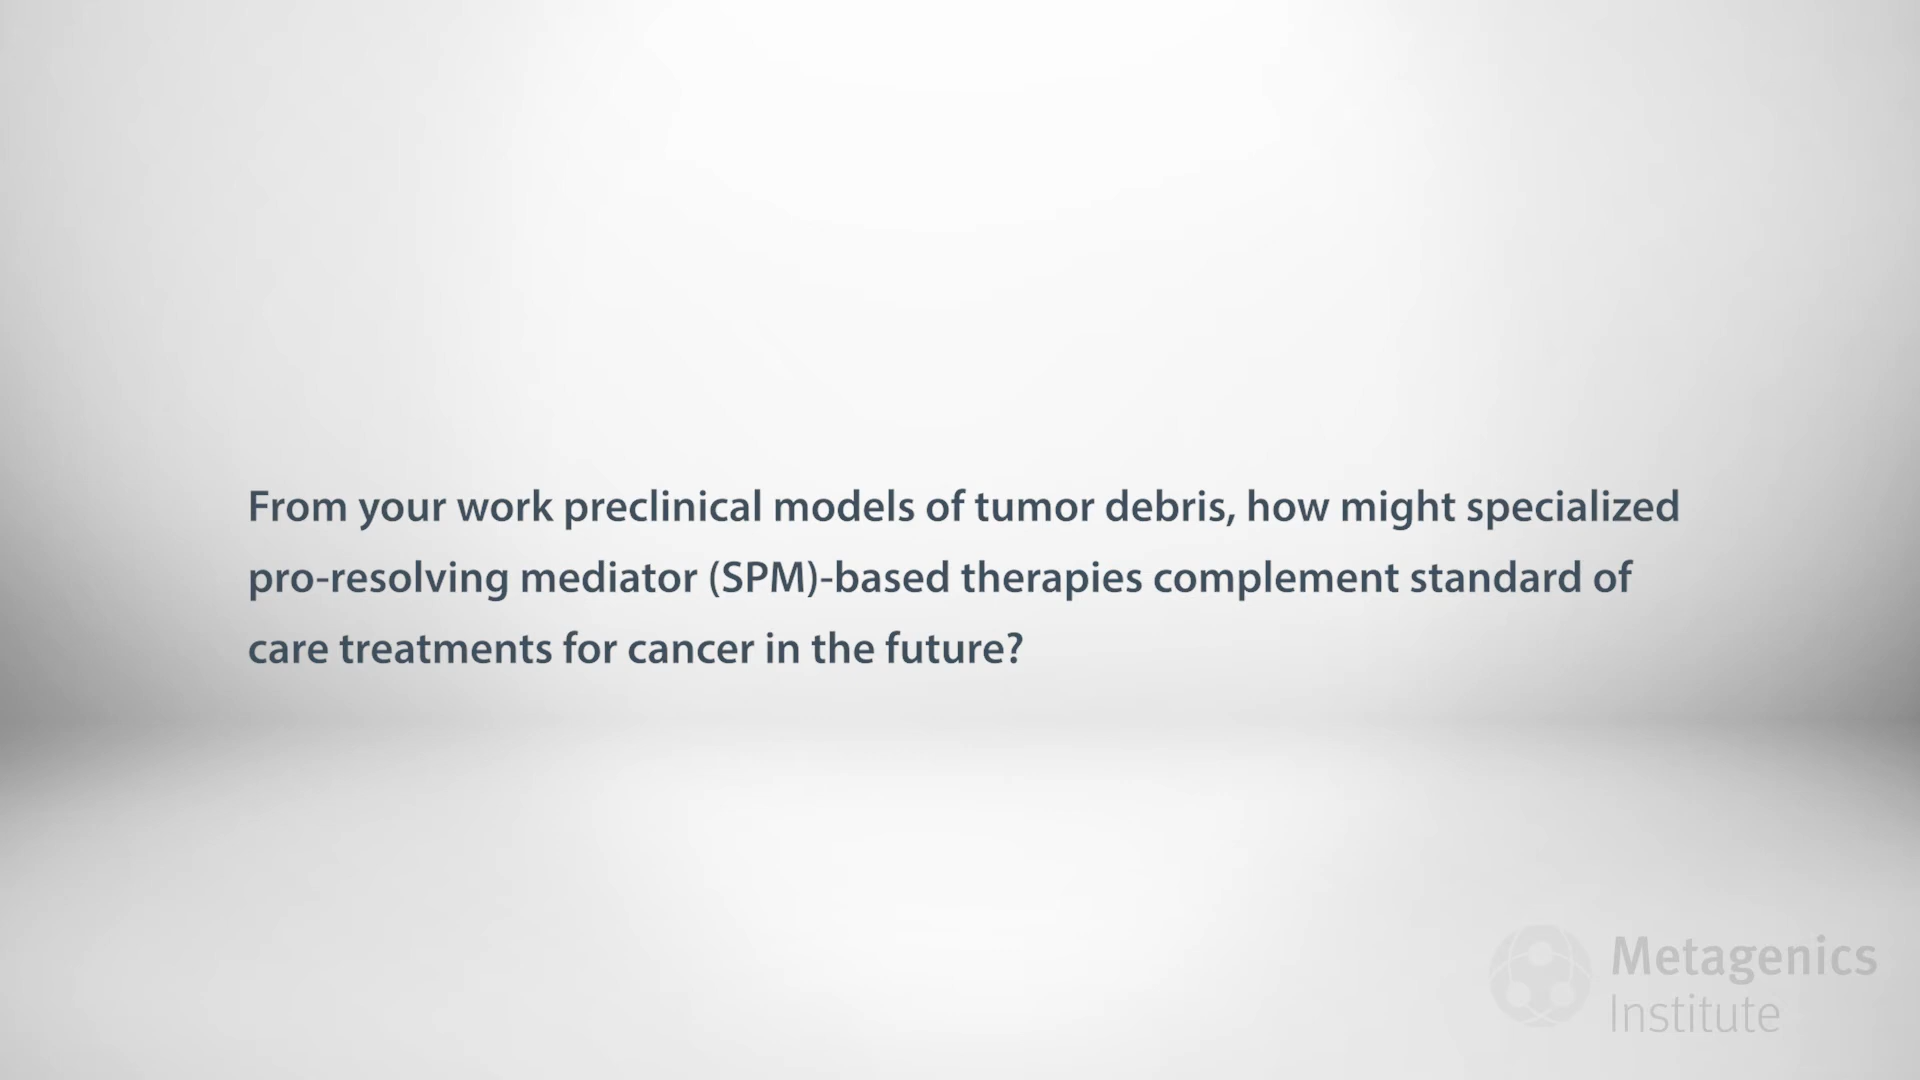 From your work preclinical models of tumor debris, how might specialized
pro-resolving mediator (SPM)-based therapies complement standard of
care treatments for cancer in the future?
Metagenics
Institute